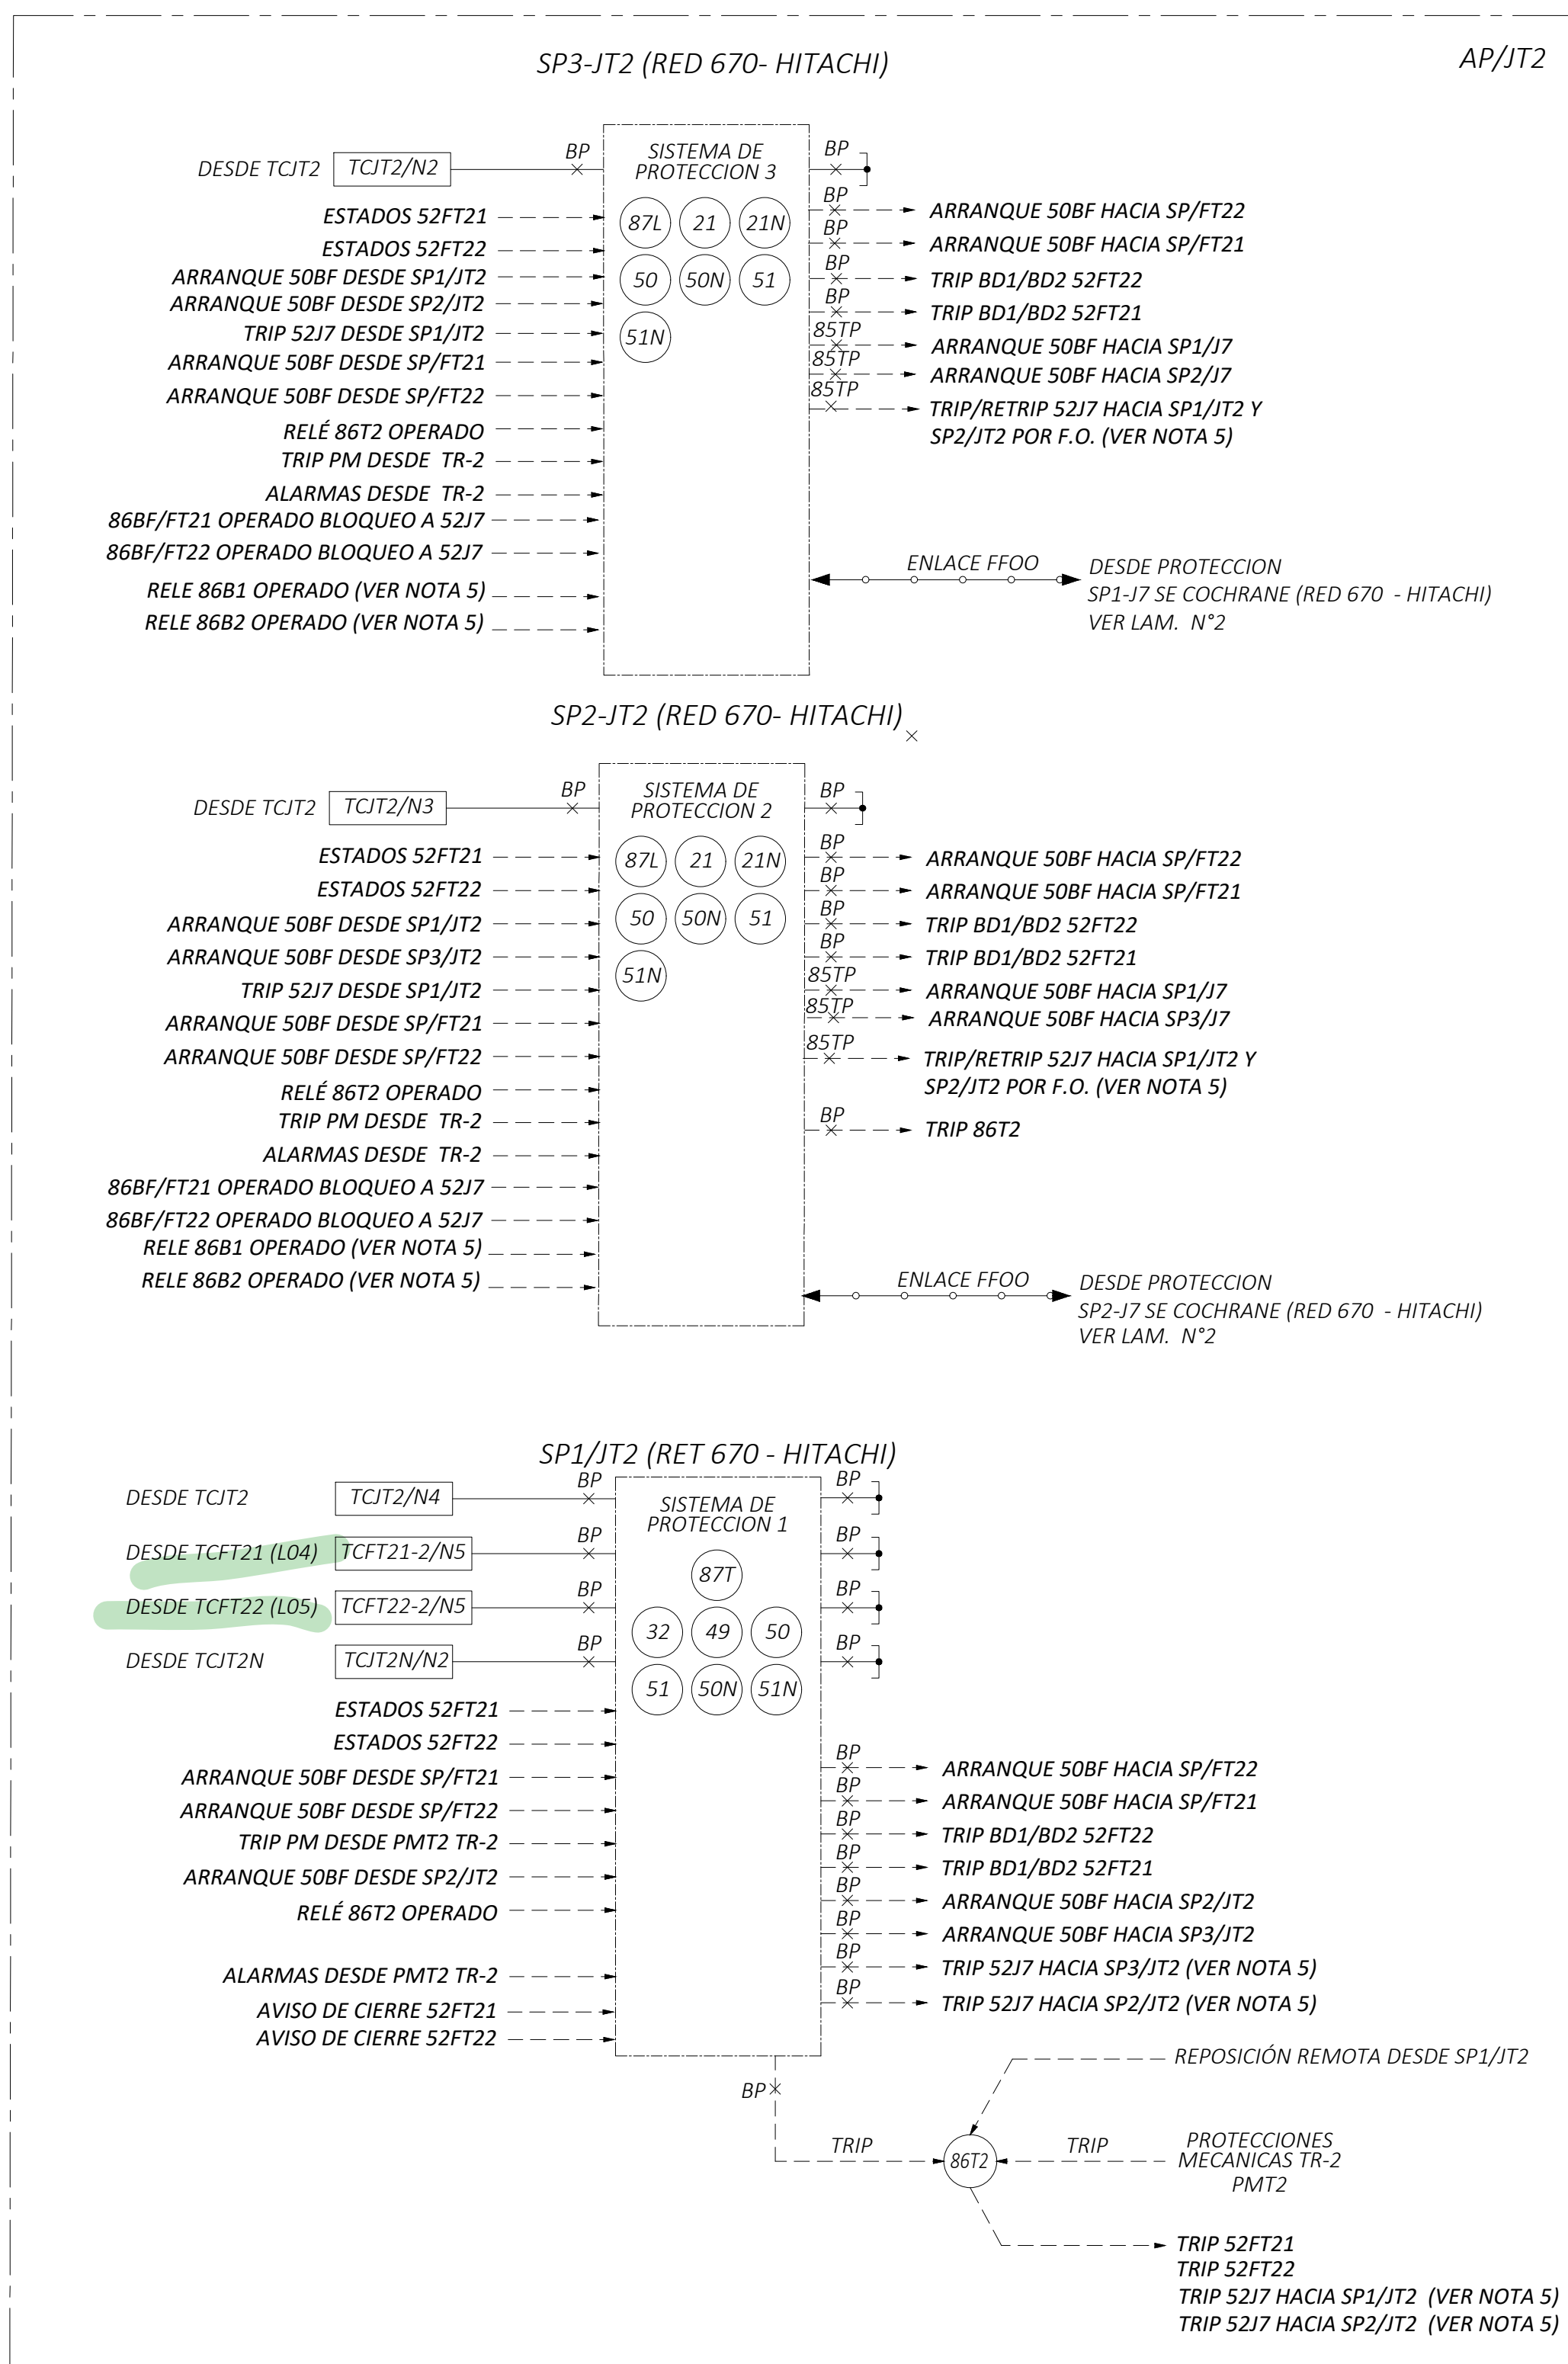 SP3-JT2 (RED 670- HITACHI)
AP/JT2
DESDE TCJT2
TCJT2/N2
BP
SISTEMA DE
PROTECCION 3
BP
87L
21
21N
50
50N
51
51N
ESTADOS 52FT21
ESTADOS 52FT22
ARRANQUE 50BF DESDE SP1/JT2
ARRANQUE 50BF DESDE SP2/JT2
TRIP 52J7 DESDE SP1/JT2
ARRANQUE 50BF DESDE SP/FT21
ARRANQUE 50BF DESDE SP/FT22
RELÉ 86T2 OPERADO
TRIP PM DESDE TR-2
ALARMAS DESDE TR-2
86BF/FT21 OPERADO BLOQUEO A 52J7
86BF/FT22 OPERADO BLOQUEO A 52J7
RELE 86B1 OPERADO (VER NOTA 5)
RELE 86B2 OPERADO (VER NOTA 5)
BP
ARRANQUE 50BF HACIA SP/FT22
BP
ARRANQUE 50BF HACIA SP/FT21
BP
TRIP BD1/BD2 52FT22
BP
TRIP BD1/BD2 52FT21
85TP
ARRANQUE 50BF HACIA SP1/J7
85TP
ARRANQUE 50BF HACIA SP2/J7
85TP
TRIP/RETRIP 52J7 HACIA SP1/JT2 Y
SP2/JT2 POR F.O. (VER NOTA 5)
ENLACE FFOO
DESDE PROTECCION
SP1-J7 SE COCHRANE (RED 670 - HITACHI)
VER LAM. N°2
SP2-JT2 (RED 670- HITACHI)
DESDE TCJT2
TCJT2/N3
BP
SISTEMA DE
PROTECCION 2
BP
87L
21
21N
50
50N
51
51N
ESTADOS 52FT21
ESTADOS 52FT22
ARRANQUE 50BF DESDE SP1/JT2
ARRANQUE 50BF DESDE SP3/JT2
TRIP 52J7 DESDE SP1/JT2
ARRANQUE 50BF DESDE SP/FT21
ARRANQUE 50BF DESDE SP/FT22
RELÉ 86T2 OPERADO
TRIP PM DESDE TR-2
ALARMAS DESDE TR-2
86BF/FT21 OPERADO BLOQUEO A 52J7
86BF/FT22 OPERADO BLOQUEO A 52J7
RELE 86B1 OPERADO (VER NOTA 5)
RELE 86B2 OPERADO (VER NOTA 5)
BP
ARRANQUE 50BF HACIA SP/FT22
BP
ARRANQUE 50BF HACIA SP/FT21
BP
TRIP BD1/BD2 52FT22
BP
TRIP BD1/BD2 52FT21
85TP
ARRANQUE 50BF HACIA SP1/J7
85TP
ARRANQUE 50BF HACIA SP3/J7
85TP
TRIP/RETRIP 52J7 HACIA SP1/JT2 Y
SP2/JT2 POR F.O. (VER NOTA 5)
BP
TRIP 86T2
ENLACE FFOO
DESDE PROTECCION
SP2-J7 SE COCHRANE (RED 670 - HITACHI)
VER LAM. N°2
SP1/JT2 (RET 670 - HITACHI)
DESDE TCJT2
TCJT2/N4
BP
BP
DESDE TCFT21 (L04)
TCFT21-2/N5
BP
BP
DESDE TCFT22 (L05)
TCFT22-2/N5
BP
BP
DESDE TCJT2N
TCJT2N/N2
BP
BP
SISTEMA DE
PROTECCION 1
87T
32
49
50
51
50N
51N
ESTADOS 52FT21
ESTADOS 52FT22
ARRANQUE 50BF DESDE SP/FT21
ARRANQUE 50BF DESDE SP/FT22
TRIP PM DESDE PMT2 TR-2
ARRANQUE 50BF DESDE SP2/JT2
RELÉ 86T2 OPERADO
ALARMAS DESDE PMT2 TR-2
AVISO DE CIERRE 52FT21
AVISO DE CIERRE 52FT22
BP
ARRANQUE 50BF HACIA SP/FT22
BP
ARRANQUE 50BF HACIA SP/FT21
BP
TRIP BD1/BD2 52FT22
BP
TRIP BD1/BD2 52FT21
BP
ARRANQUE 50BF HACIA SP2/JT2
BP
ARRANQUE 50BF HACIA SP3/JT2
BP
TRIP 52J7 HACIA SP3/JT2 (VER NOTA 5)
BP
TRIP 52J7 HACIA SP2/JT2 (VER NOTA 5)
BP
REPOSICIÓN REMOTA DESDE SP1/JT2
TRIP
86T2
TRIP
PROTECCIONES
MECANICAS TR-2
PMT2
TRIP 52FT21
TRIP 52FT22
TRIP 52J7 HACIA SP1/JT2 (VER NOTA 5)
TRIP 52J7 HACIA SP2/JT2 (VER NOTA 5)